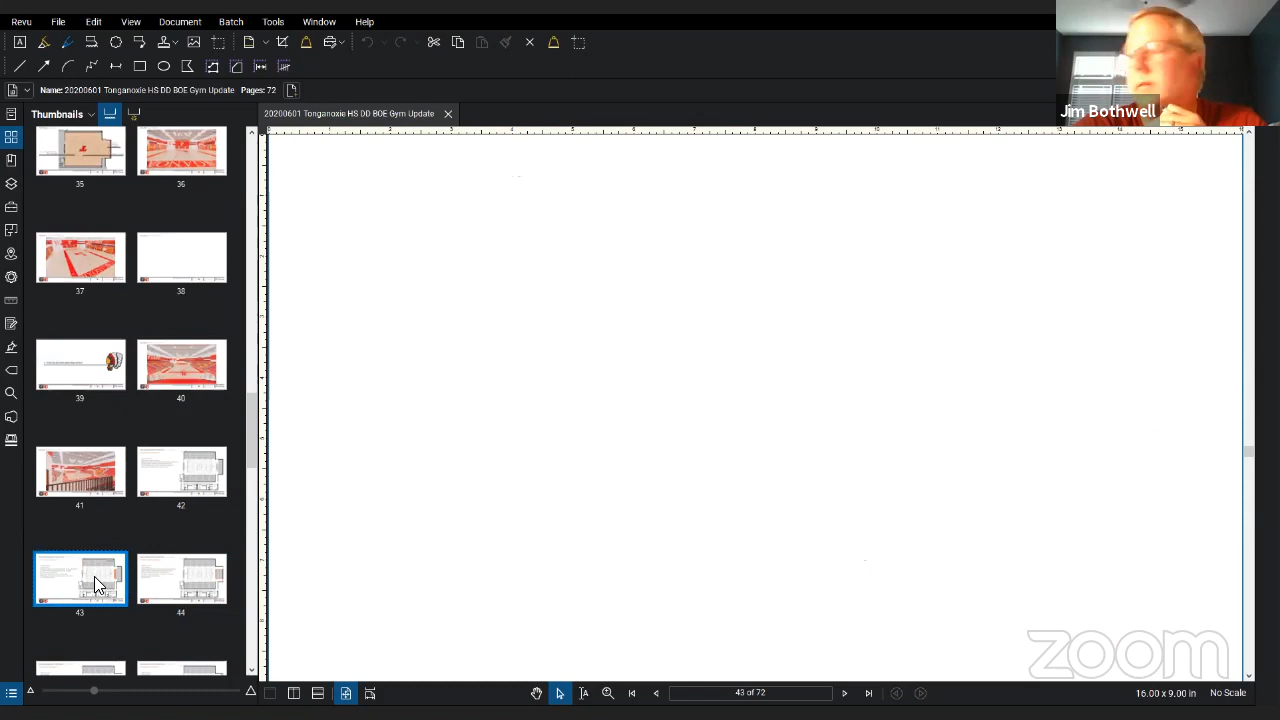 Revu File Edit View Document Batch Tools Window Help
Name: 20200601 Tonganoxie HS DD BOE Gym Update Pages: 72
Jim Bothwell
Thumbnails
20200601 Tonganoxie HS DD BOE Gym Update
35 36
37 38
39 40
41 42
43 44
zoom
43 of 72
16.00 x 9.00 in No Scale